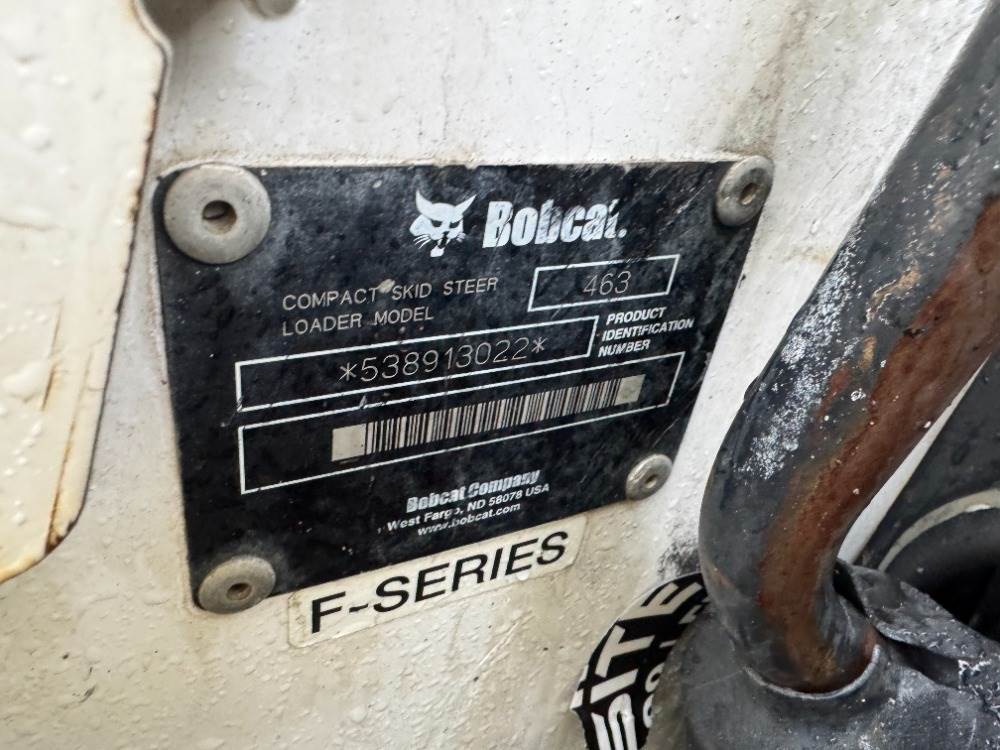 Bobcat.
COMPACT SKID STEER
LOADER MODEL
463
*538913022*
PRODUCT
IDENTIFICATION
NUMBER
Bobcat Company
West Fargo, ND 58078 USA
www.bobcat.com
F-SERIES
SITE